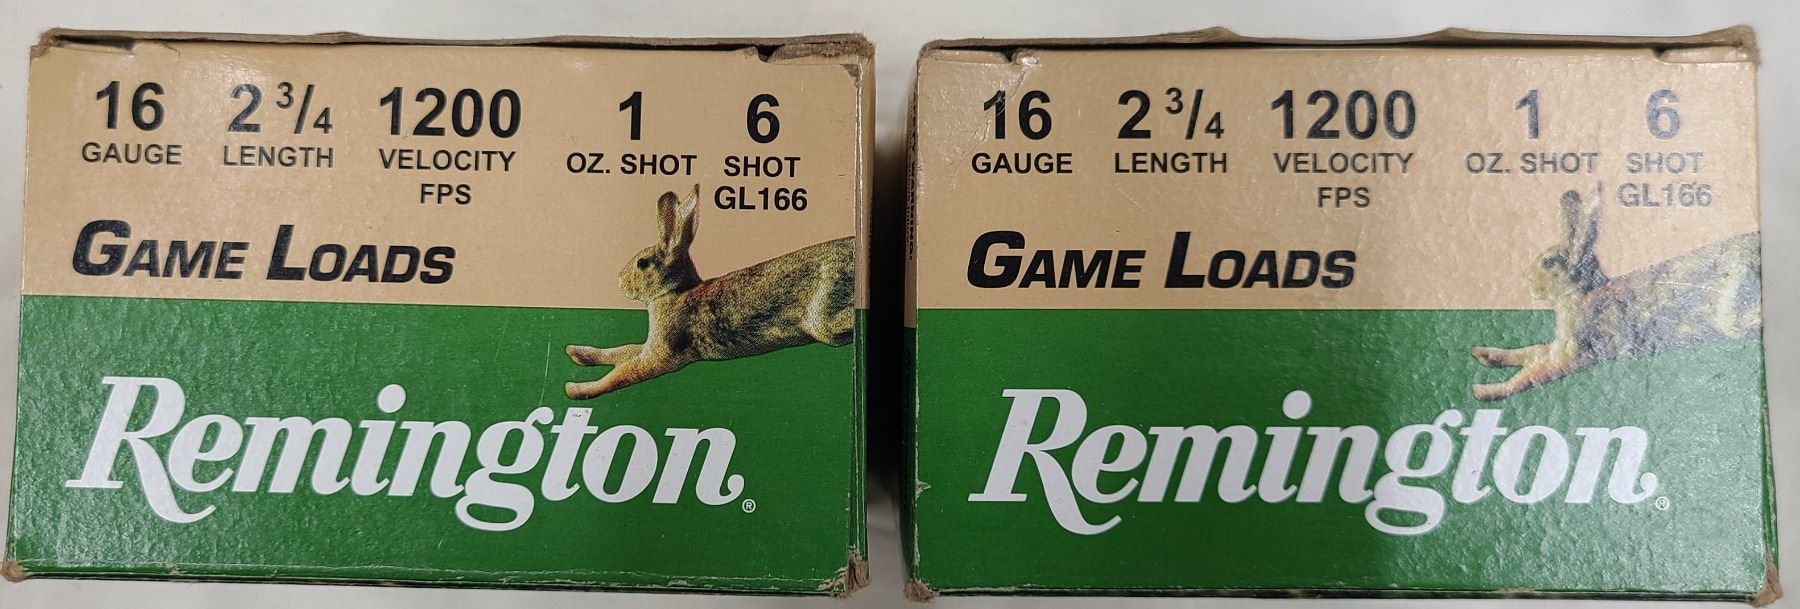 16 2 3/4 1200 1 6
GAUGE LENGTH VELOCITY OZ. SHOT SHOT
FPS GL166
GAME LOADS
Remington®
16 2 3/4 1200 1 6
GAUGE LENGTH VELOCITY OZ. SHOT SHOT
FPS GL166
GAME LOADS
Remington®